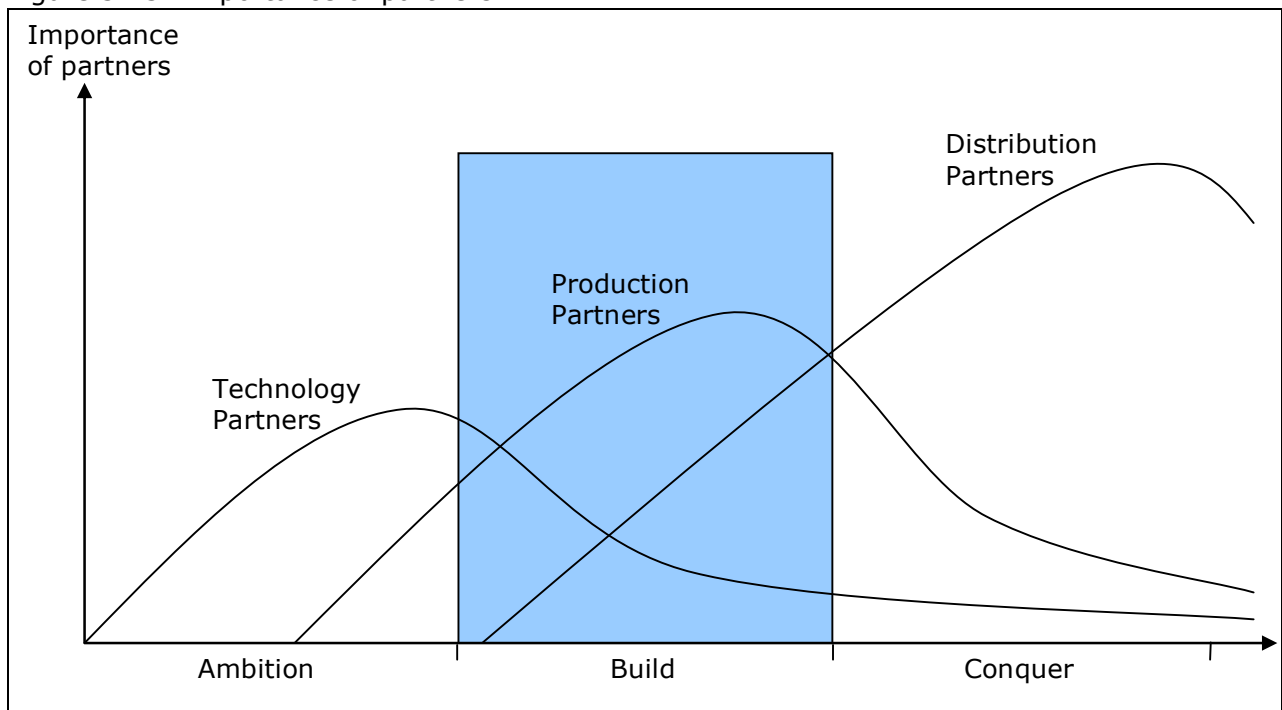 Importance
of partners
Distribution
Partners
Production
Partners
Technology
Partners
Ambition
Build
Conquer